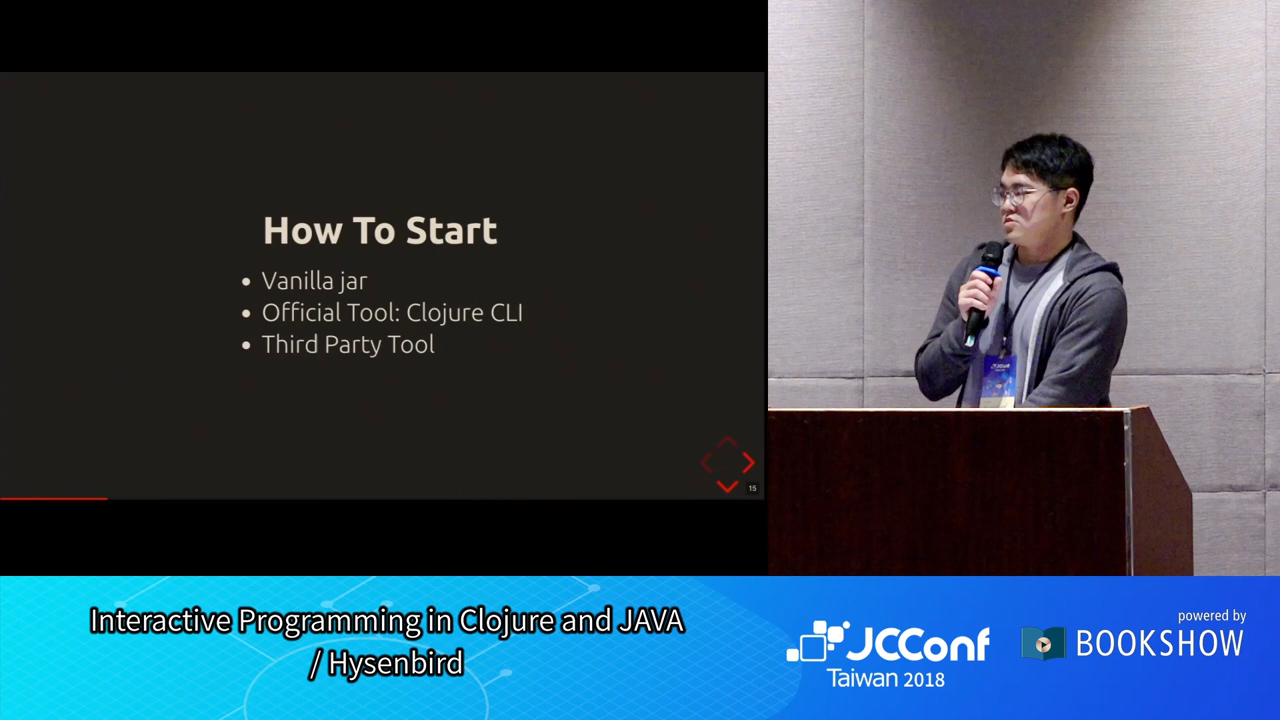 How To Start
Vanilla jar
Official Tool: Clojure CLI
Third Party Tool
15
Interactive Programming in Clojure and JAVA
/ Hysenbird
JCConf
Taiwan 2018
powered by
BOOKSHOW